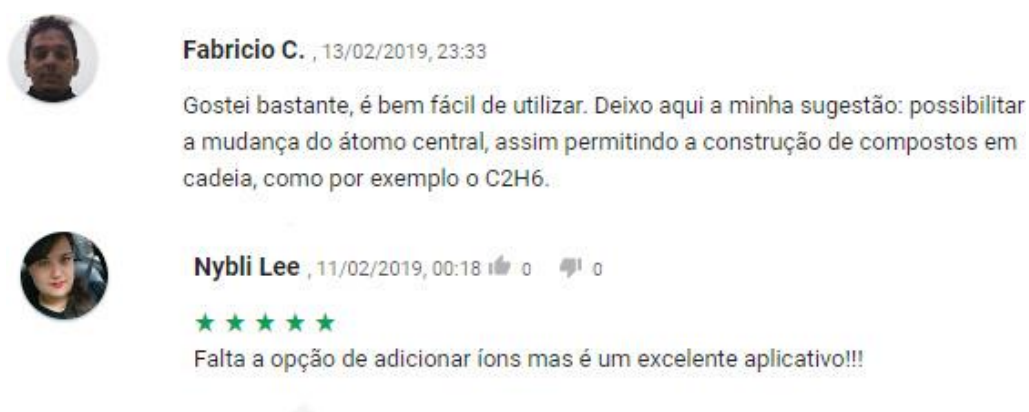 Fabricio C. , 13/02/2019, 23:33
Gostei bastante, é bem fácil de utilizar. Deixo aqui a minha sugestão: possibilitar
a mudança do átomo central, assim permitindo a construção de compostos em
cadeia, como por exemplo o C2H6.
Nybli Lee , 11/02/2019, 00:18 0 0
Falta a opção de adicionar íons mas é um excelente aplicativo!!!